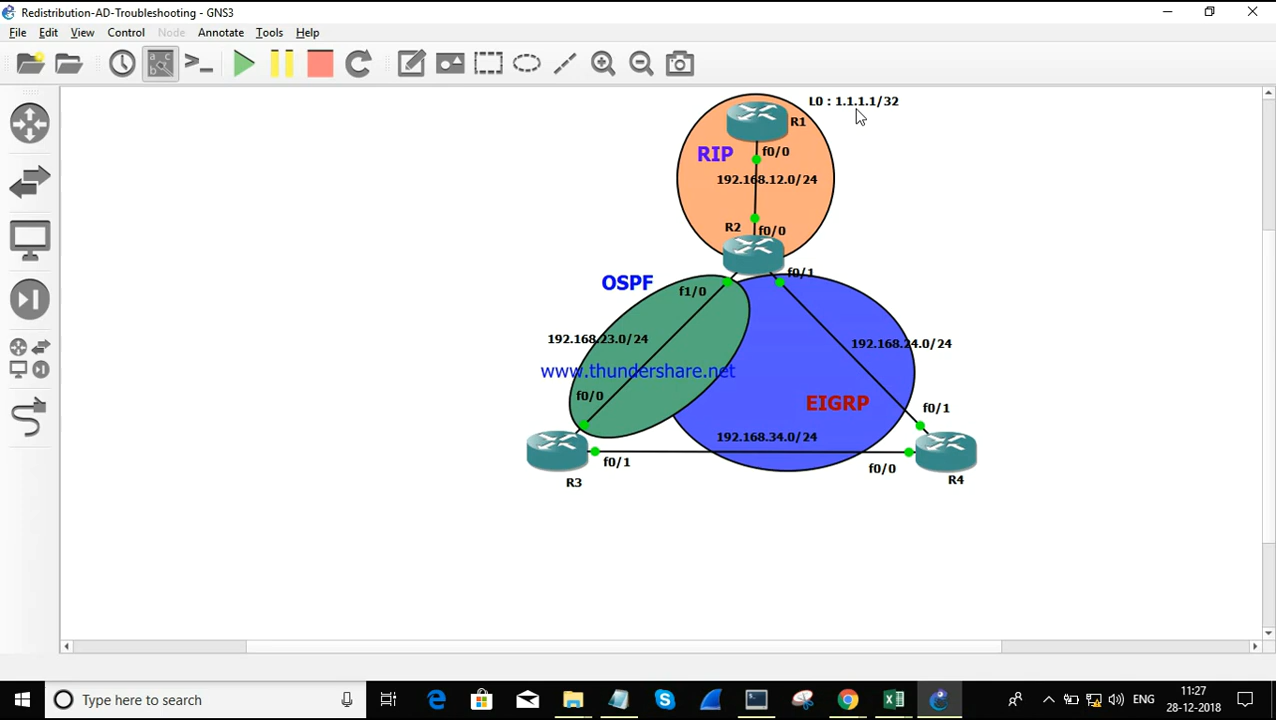 Redistribution-AD-Troubleshooting - GNS3
File Edit View Control Node Annotate Tools Help
L0 : 1.1.1.1/32
R1
RIP
f0/0
192.168.12.0/24
R2
f0/0
f0/1
OSPF
f1/0
192.168.23.0/24
192.168.24.0/24
www.thundershare.net
f0/0
EIGRP
f0/1
192.168.34.0/24
f0/1
f0/0
R3
R4
Type here to search
ENG
11:27
28-12-2018